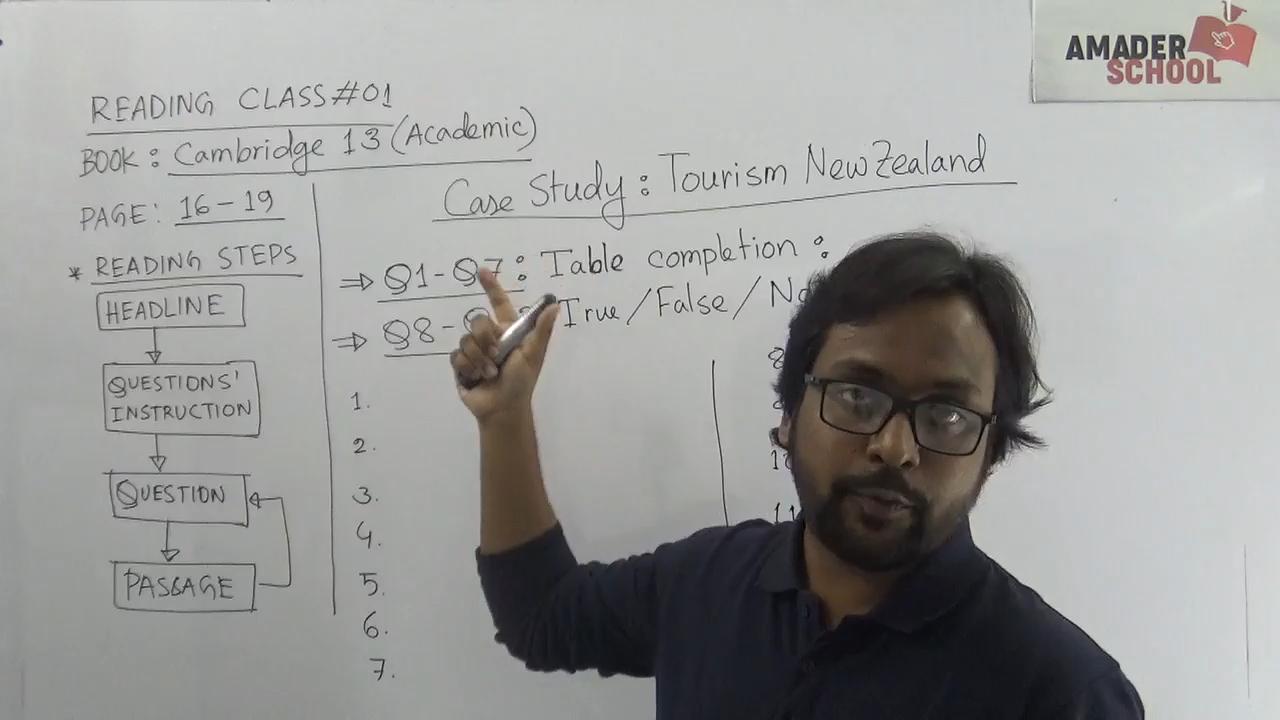 AMADER
SCHOOL
READING CLASS #01
BOOK: Cambridge 13 (Academic)
PAGE: 16-19
* READING STEPS
HEADLINE
QUESTIONS'
INSTRUCTION
QUESTION
PASSAGE
Case Study: Tourism New Zealand
⇒ Q1-Q7: Table completion:
⇒ Q8- True/False/
1.
2.
3.
4.
5.
6.
7.